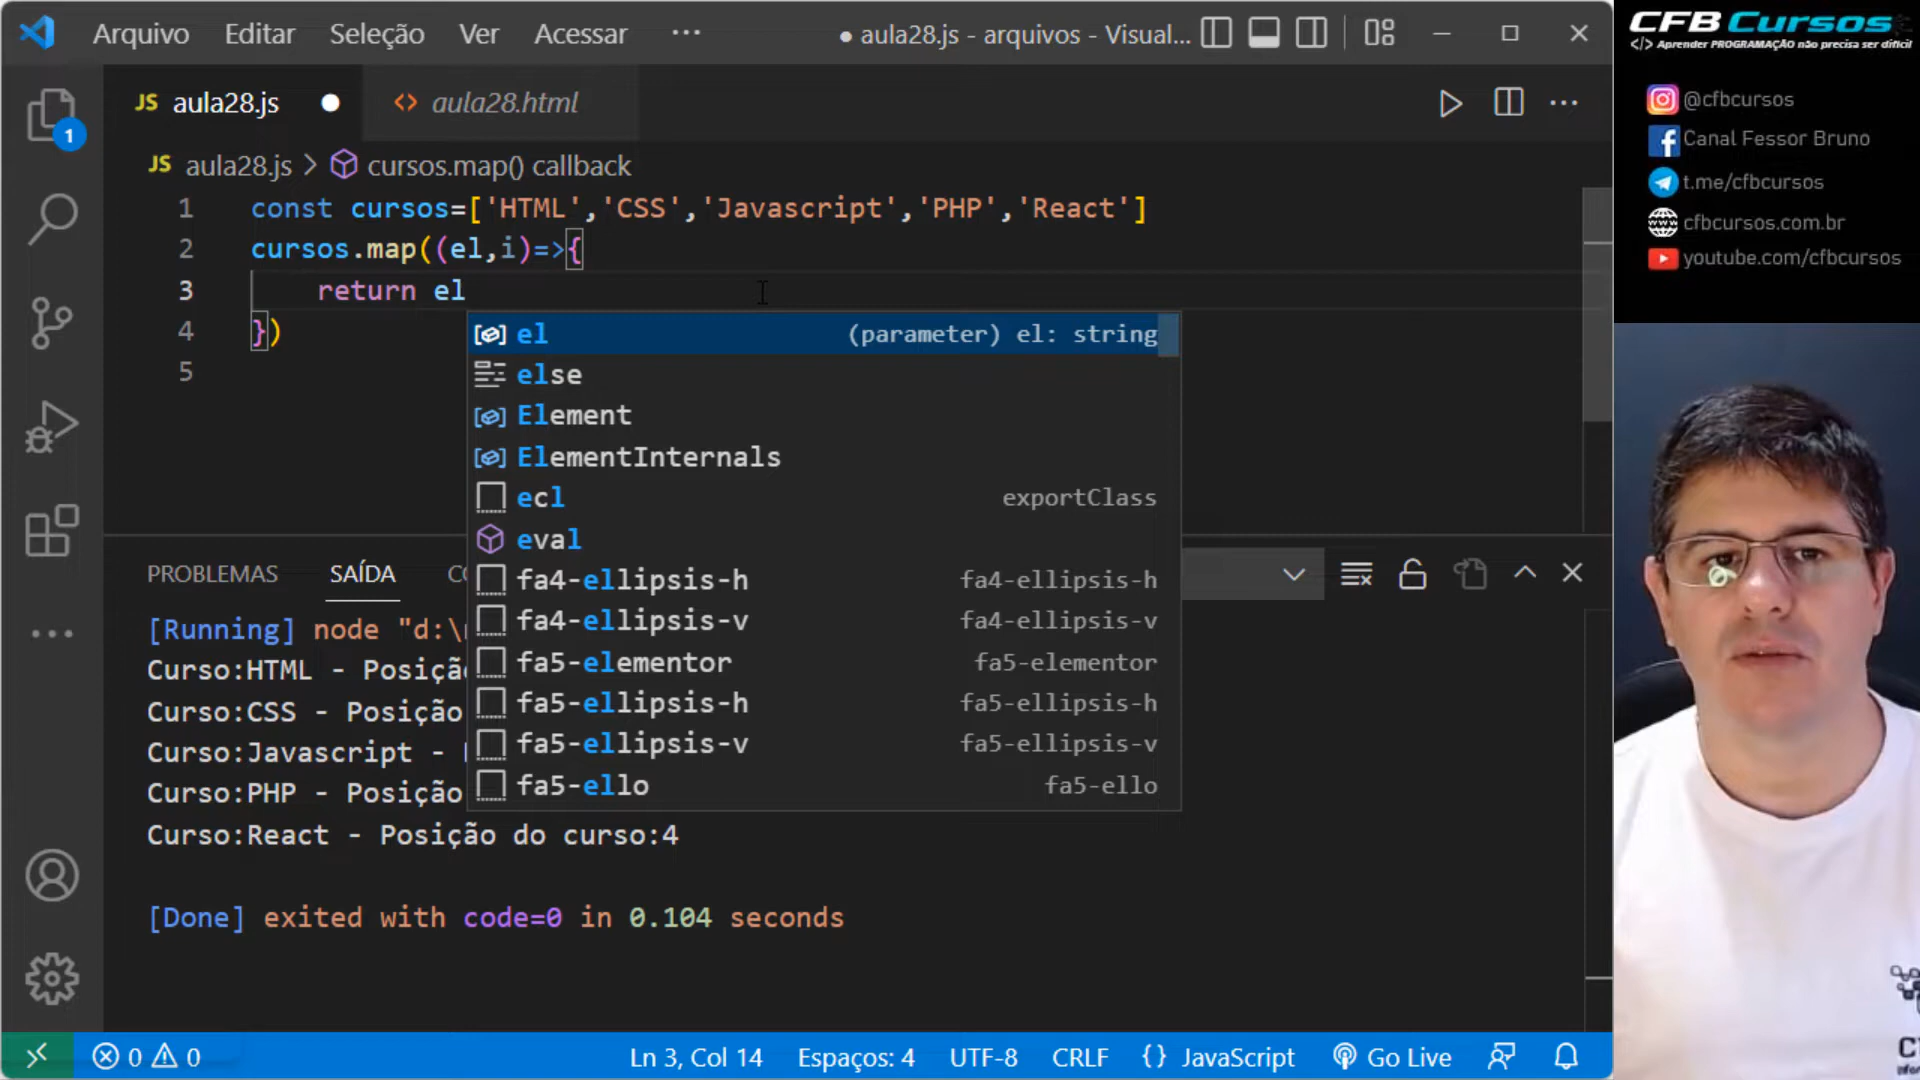 Arquivo Editar Seleção Ver Acessar ··· ● aula28.js - arquivos - Visual...
JS aula28.js ● <> aula28.html
JS aula28.js > cursos.map() callback
1 const cursos=['HTML','CSS','Javascript','PHP','React']
2 cursos.map((el,i)=>{
3 return el
4 })
5
el (parameter) el: string
else
Element
ElementInternals
ecl exportClass
eval
fa4-ellipsis-h fa4-ellipsis-h
fa4-ellipsis-v fa4-ellipsis-v
fa5-elementor fa5-elementor
fa5-ellipsis-h fa5-ellipsis-h
fa5-ellipsis-v fa5-ellipsis-v
fa5-ello fa5-ello
1
PROBLEMAS SAÍDA
[Running] node "d:\
Curso:HTML - Posição
Curso:CSS - Posição
Curso:Javascript -
Curso:PHP - Posição
Curso:React - Posição do curso:4
[Done] exited with code=0 in 0.104 seconds
0 0 Ln 3, Col 14 Espaços: 4 UTF-8 CRLF {} JavaScript Go Live
CFB Cursos
</> Aprender PROGRAMAÇÃO não precisa ser difícil
@cfbcursos
Canal Fessor Bruno
t.me/cfbcursos
cfbcursos.com.br
youtube.com/cfbcursos